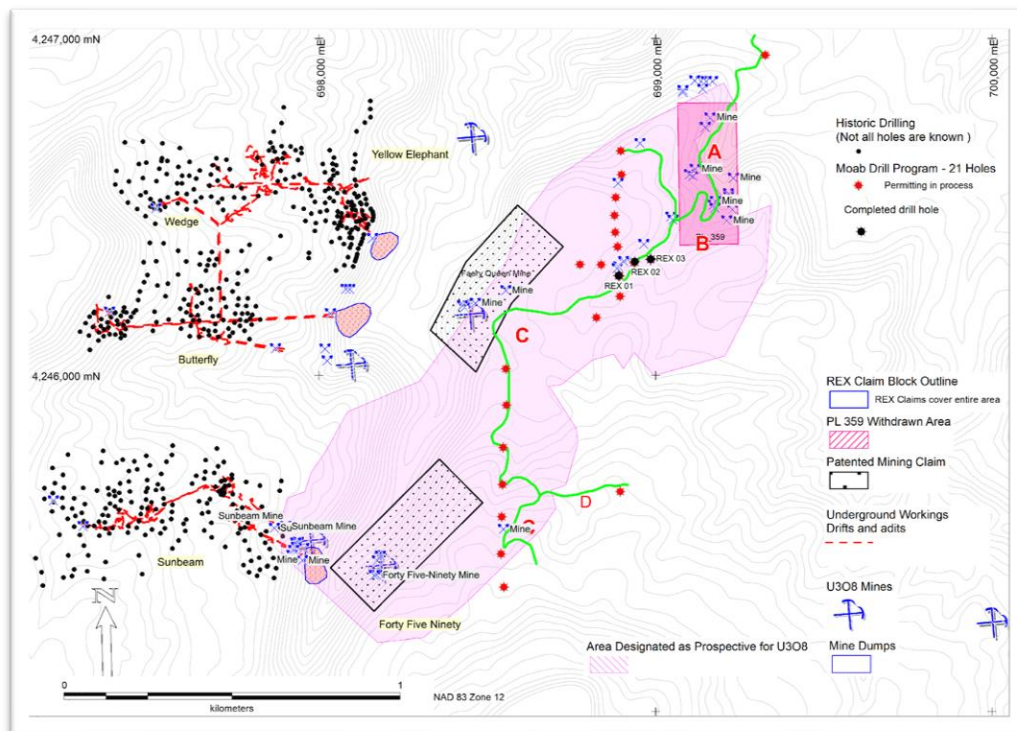 4,247,000 mN
698,000 mE
699,000 mE
700,000 mE
Historic Drilling
(Not all holes are known )
Moab Drill Program - 21 Holes
Permitting in process
Completed drill hole
Yellow Elephant
Wedge
Mine
A
Mine
Mine
Mine
B
359
REX 03
REX 02
REX 01
Faery Queen Mine
Mine
Mine
C
Butterfly
4,246,000 mN
REX Claim Block Outline
REX Claims cover entire area
PL 359 Withdrawn Area
Patented Mining Claim
Underground Workings
Drifts and adits
U3O8 Mines
Mine Dumps
Area Designated as Prospective for U3O8
D
Mine
Sunbeam Mine
Su
Sunbeam Mine
Mine
Mine
Sunbeam
Forty Five-Ninety Mine
Forty Five Ninety
N
0
1
kilometers
NAD 83 Zone 12